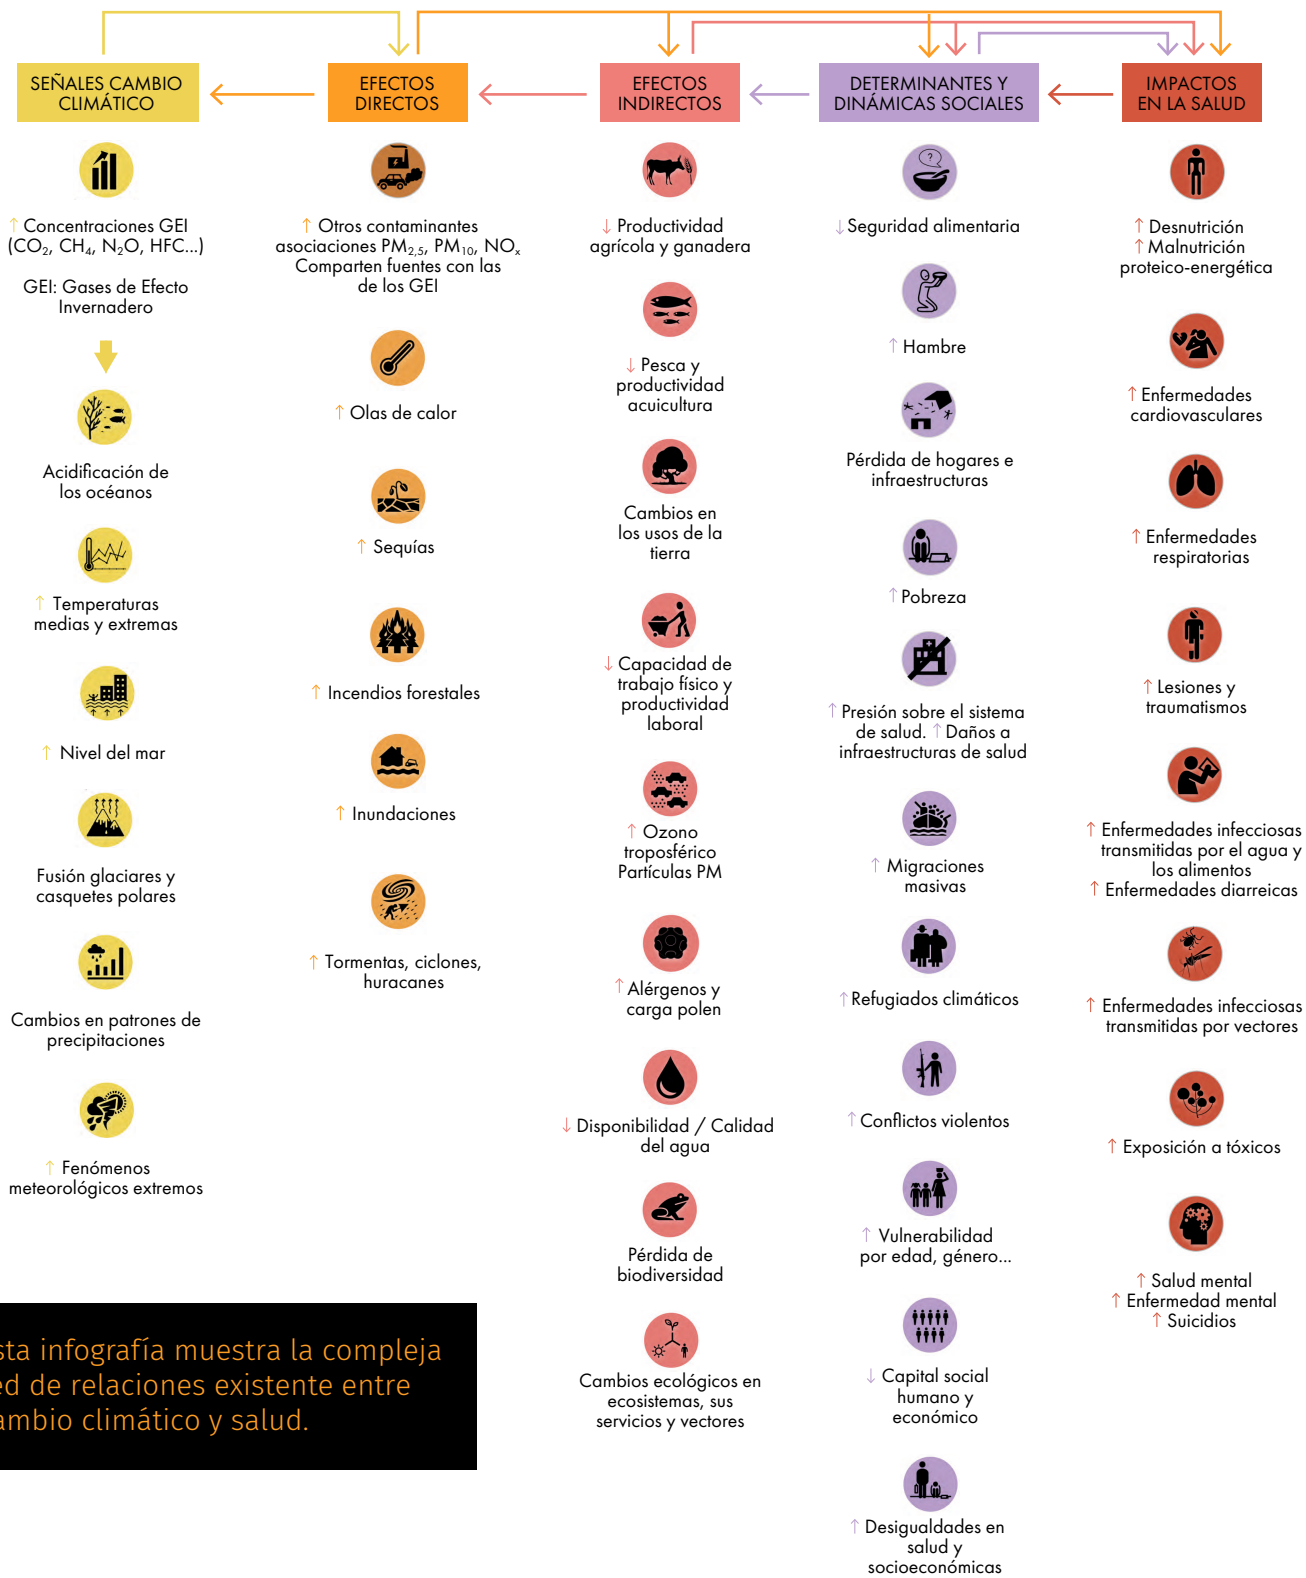 SEÑALES CAMBIO
CLIMÁTICO
↑ Concentraciones GEI
(CO₂, CH₄, N₂O, HFC...)
GEI: Gases de Efecto
Invernadero
Acidificación de
los océanos
↑ Temperaturas
medias y extremas
↑ Nivel del mar
Fusión glaciares y
casquetes polares
Cambios en patrones de
precipitaciones
↑ Fenómenos
meteorológicos extremos
EFECTOS
DIRECTOS
↑ Otros contaminantes
asociaciones PM₂,₅, PM₁₀, NOₓ
Comparten fuentes con las
de los GEI
↑ Olas de calor
↑ Sequías
↑ Incendios forestales
↑ Inundaciones
↑ Tormentas, ciclones,
huracanes
EFECTOS
INDIRECTOS
↓ Productividad
agrícola y ganadera
↓ Pesca y
productividad
acuicultura
Cambios en
los usos de la
tierra
↓ Capacidad de
trabajo físico y
productividad
laboral
↑ Ozono
troposférico
Partículas PM
↑ Alérgenos y
carga polen
↓ Disponibilidad / Calidad
del agua
Pérdida de
biodiversidad
Cambios ecológicos en
ecosistemas, sus
servicios y vectores
DETERMINANTES Y
DINÁMICAS SOCIALES
?
↓ Seguridad alimentaria
↑ Hambre
Pérdida de hogares e
infraestructuras
↑ Pobreza
↑ Presión sobre el sistema
de salud. ↑ Daños a
infraestructuras de salud
↑ Migraciones
masivas
↑ Refugiados climáticos
↑ Conflictos violentos
↑ Vulnerabilidad
por edad, género...
↓ Capital social
humano y
económico
↑ Desigualdades en
salud y
socioeconómicas
IMPACTOS
EN LA SALUD
↑ Desnutrición
↑ Malnutrición
proteico-energética
↑ Enfermedades
cardiovasculares
↑ Enfermedades
respiratorias
↑ Lesiones y
traumatismos
↑ Enfermedades infecciosas
transmitidas por el agua y
los alimentos
↑ Enfermedades diarreicas
↑ Enfermedades infecciosas
transmitidas por vectores
↑ Exposición a tóxicos
↑ Salud mental
↑ Enfermedad mental
↑ Suicidios
sta infografía muestra la compleja
ed de relaciones existente entre
ambio climático y salud.